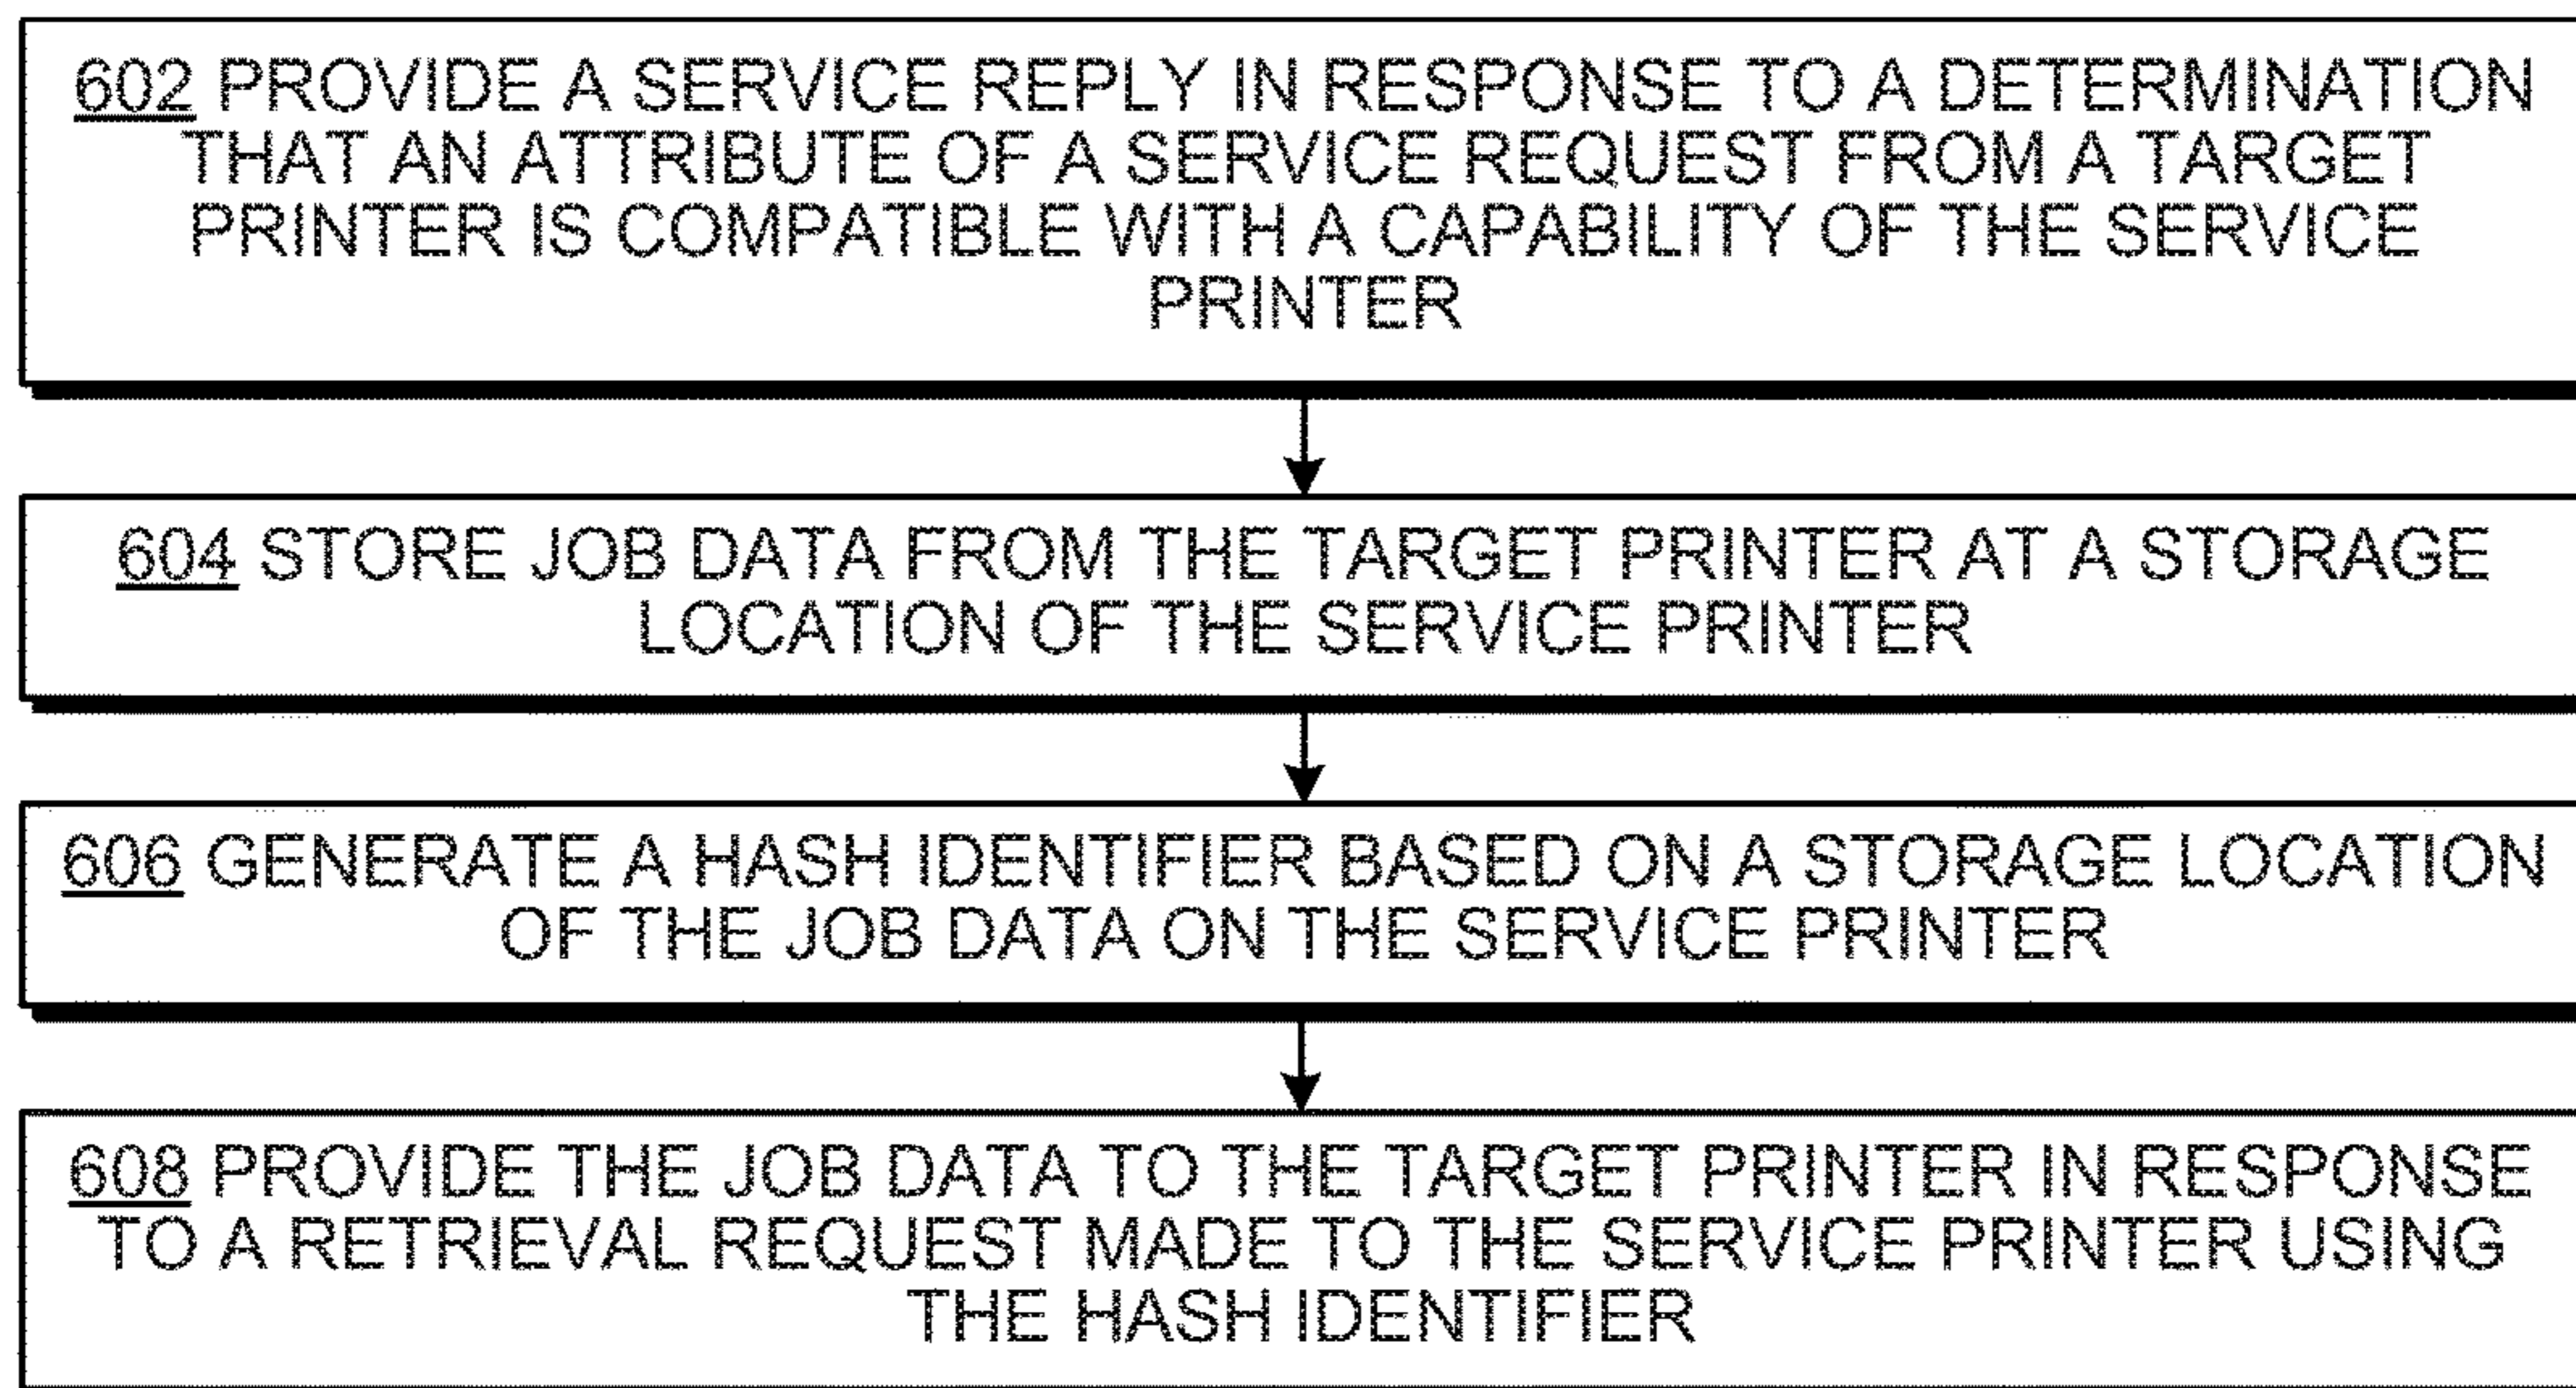 602 PROVIDE A SERVICE REPLY IN RESPONSE TO A DETERMINATION
THAT AN ATTRIBUTE OF A SERVICE REQUEST FROM A TARGET
PRINTER IS COMPATIBLE WITH A CAPABILITY OF THE SERVICE
PRINTER
604 STORE JOB DATA FROM THE TARGET PRINTER AT A STORAGE
LOCATION OF THE SERVICE PRINTER
606 GENERATE A HASH IDENTIFIER BASED ON A STORAGE LOCATION
OF THE JOB DATA ON THE SERVICE PRINTER
608 PROVIDE THE JOB DATA TO THE TARGET PRINTER IN RESPONSE
TO A RETRIEVAL REQUEST MADE TO THE SERVICE PRINTER USING
THE HASH IDENTIFIER